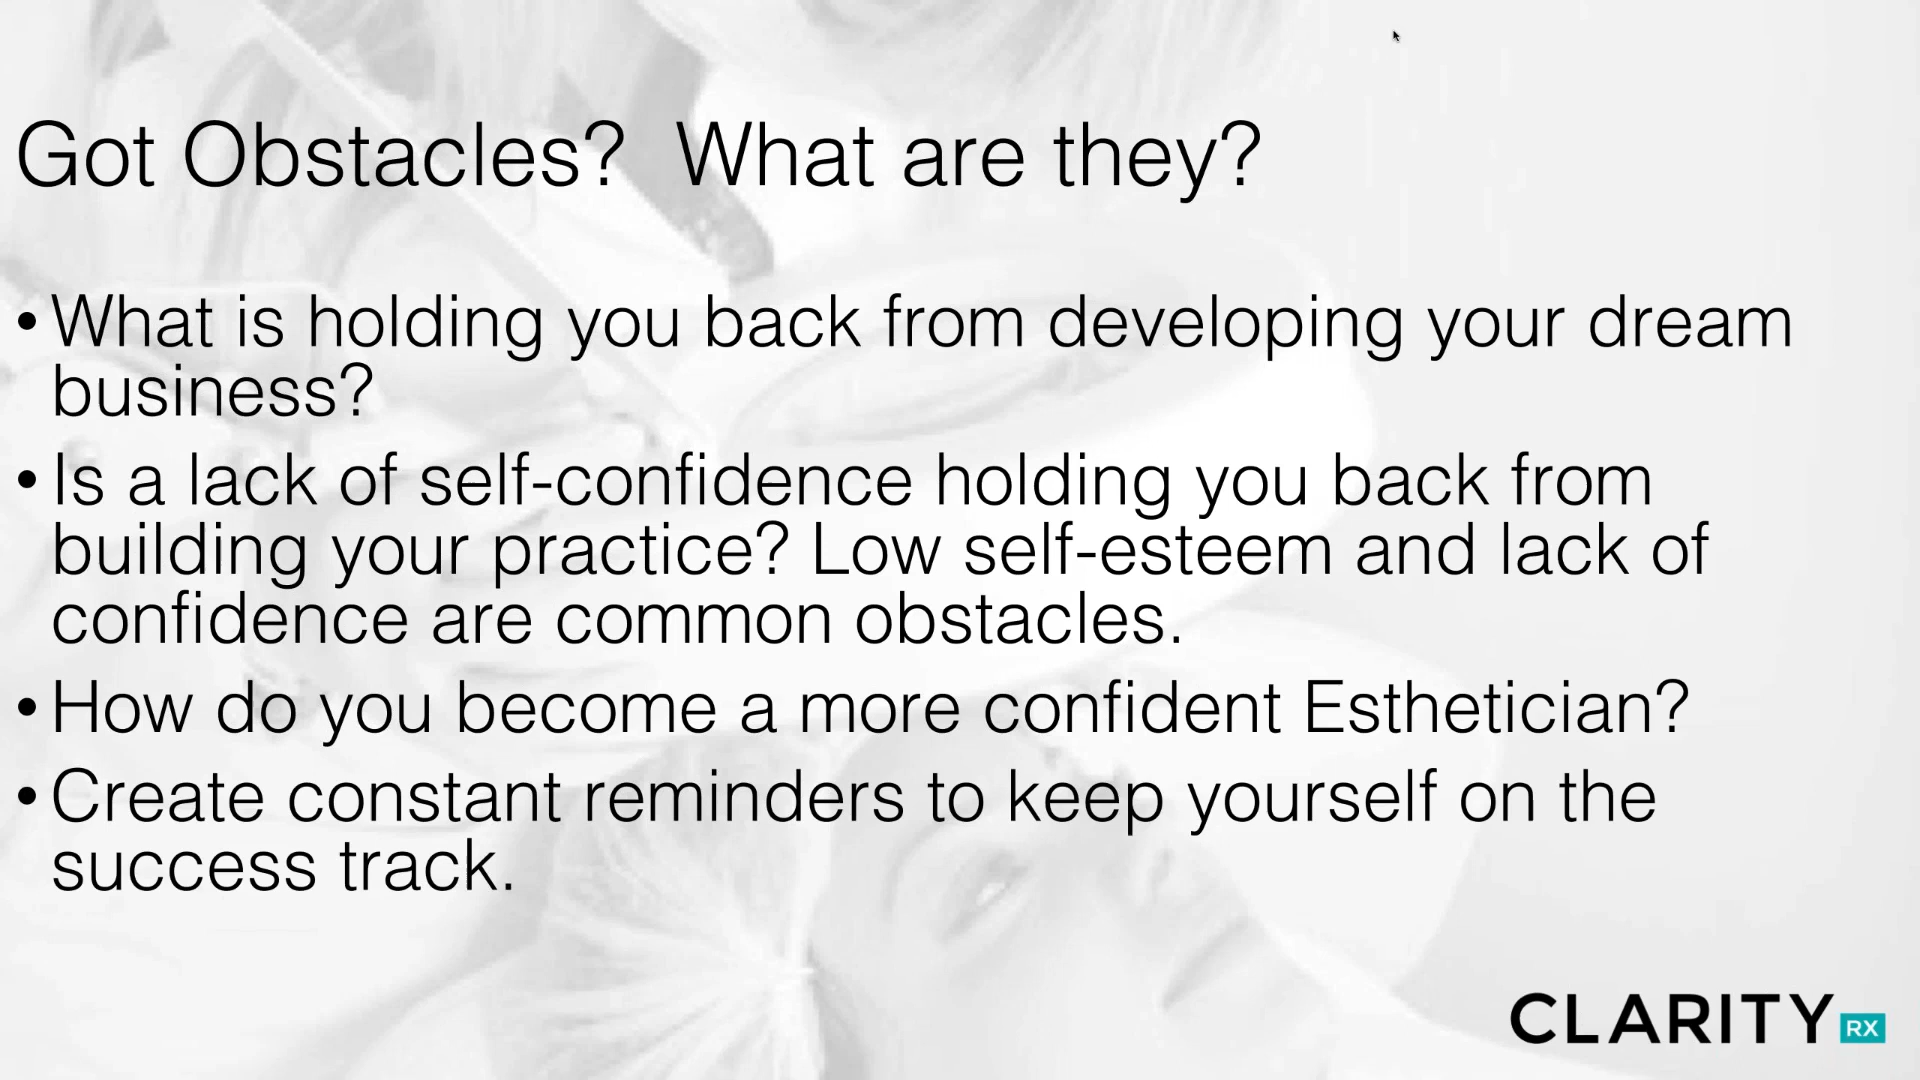 Got Obstacles? What are they?
• What is holding you back from developing your dream
business?
• Is a lack of self-confidence holding you back from
building your practice? Low self-esteem and lack of
confidence are common obstacles.
• How do you become a more confident Esthetician?
• Create constant reminders to keep yourself on the
success track.
CLARITY RX